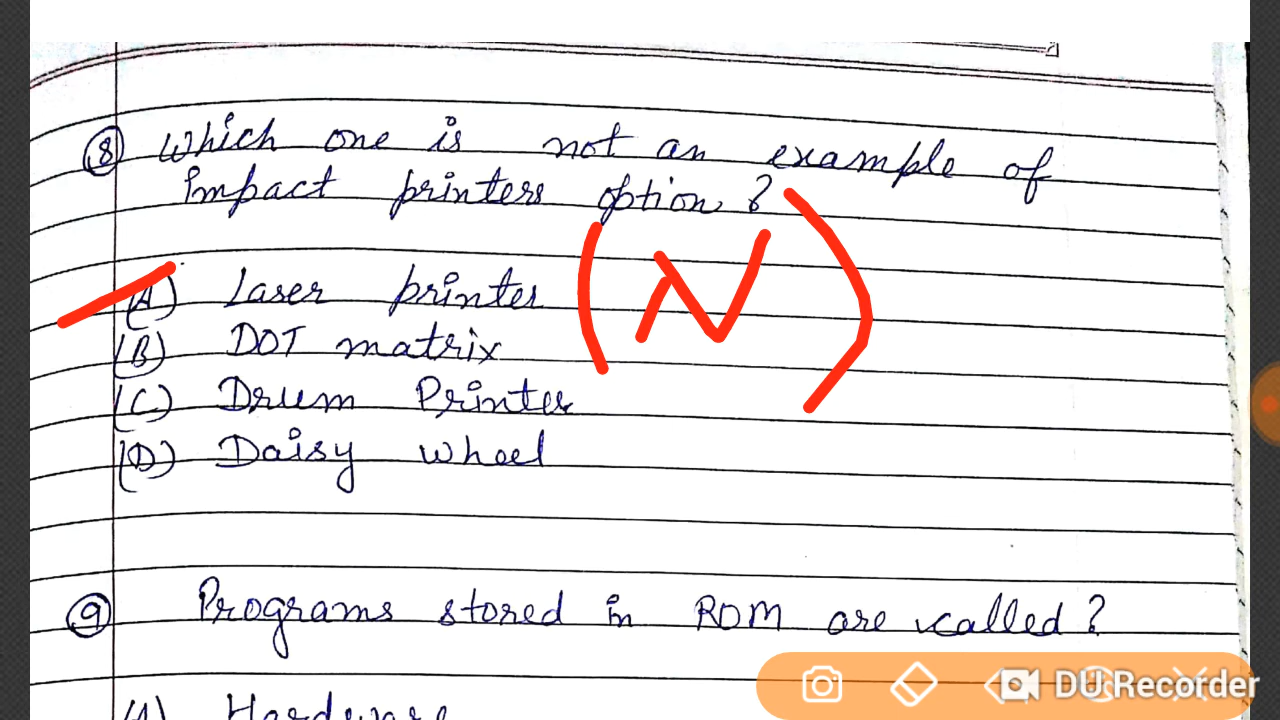 (8) Which one is not an example of
impact printers option ?
(A) Laser printer (N)
(B) DOT matrix
(C) Drum Printer
(D) Daisy wheel
(9) Programs stored in ROM are called ?
(A) Hardware
DU Recorder